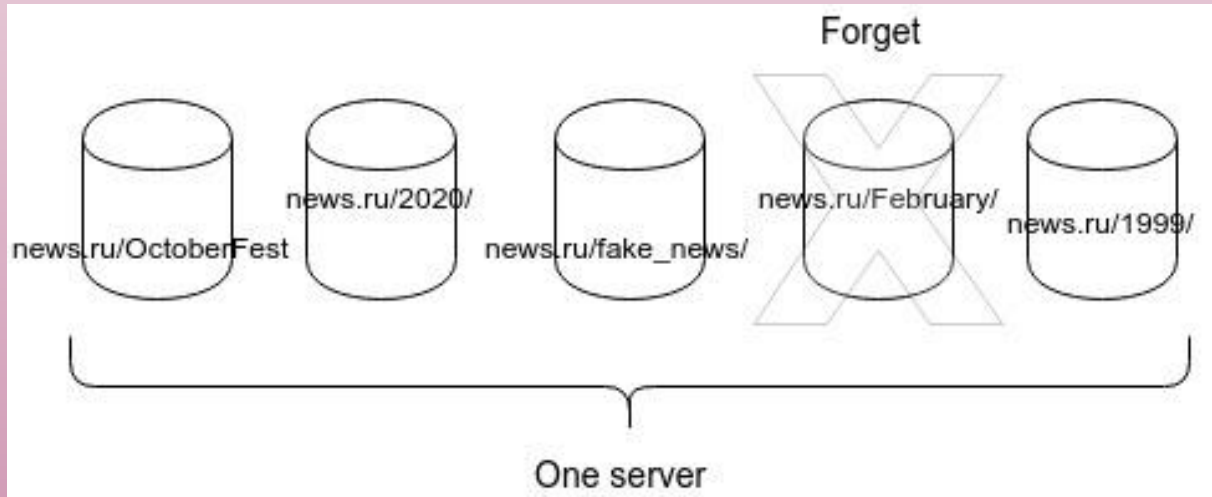 Forget
news.ru/OctoberFest
news.ru/2020/
news.ru/fake_news/
news.ru/February/
news.ru/1999/
One server